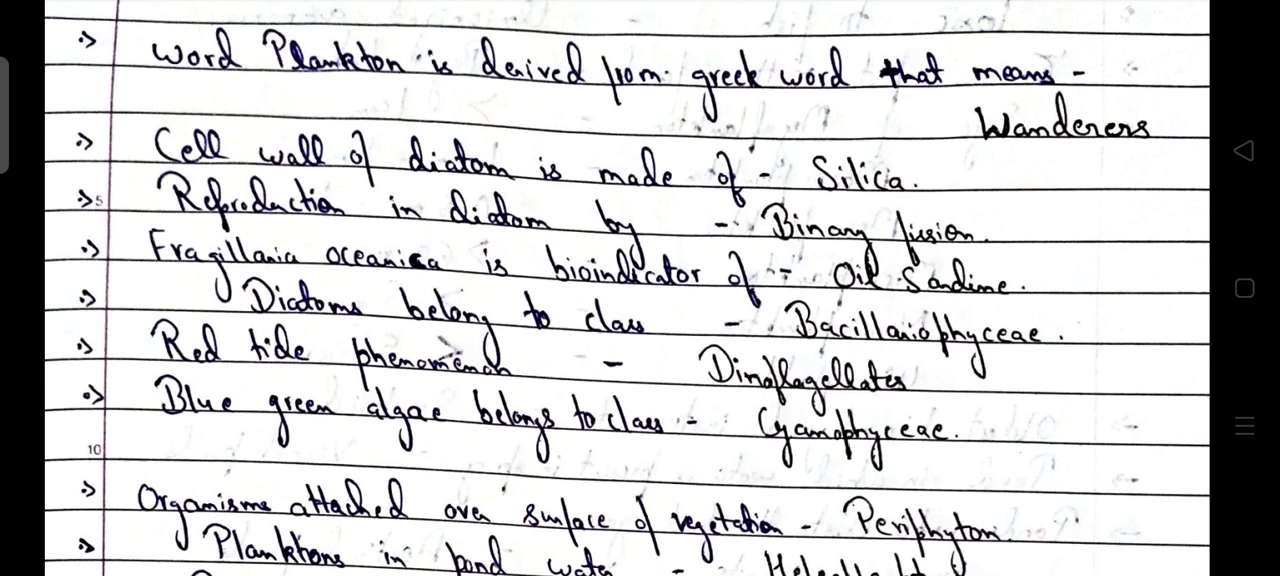 Word Plankton is derived from greek word that means -
Wanderers
Cell wall of diatom is made of - Silica.
5
Reproduction in diatom by - Binary fusion.
Fragillaria oceanica is bioindicator of - Oil Sardine.
Diatoms belong to class - Bacillariophyceae.
Red tide phenomenon - Dinoflagellates
Blue green algae belongs to class - Cyanophyceae.
10
Organisms attached over surface of vegetation - Periphyton
Planktons in pond water -